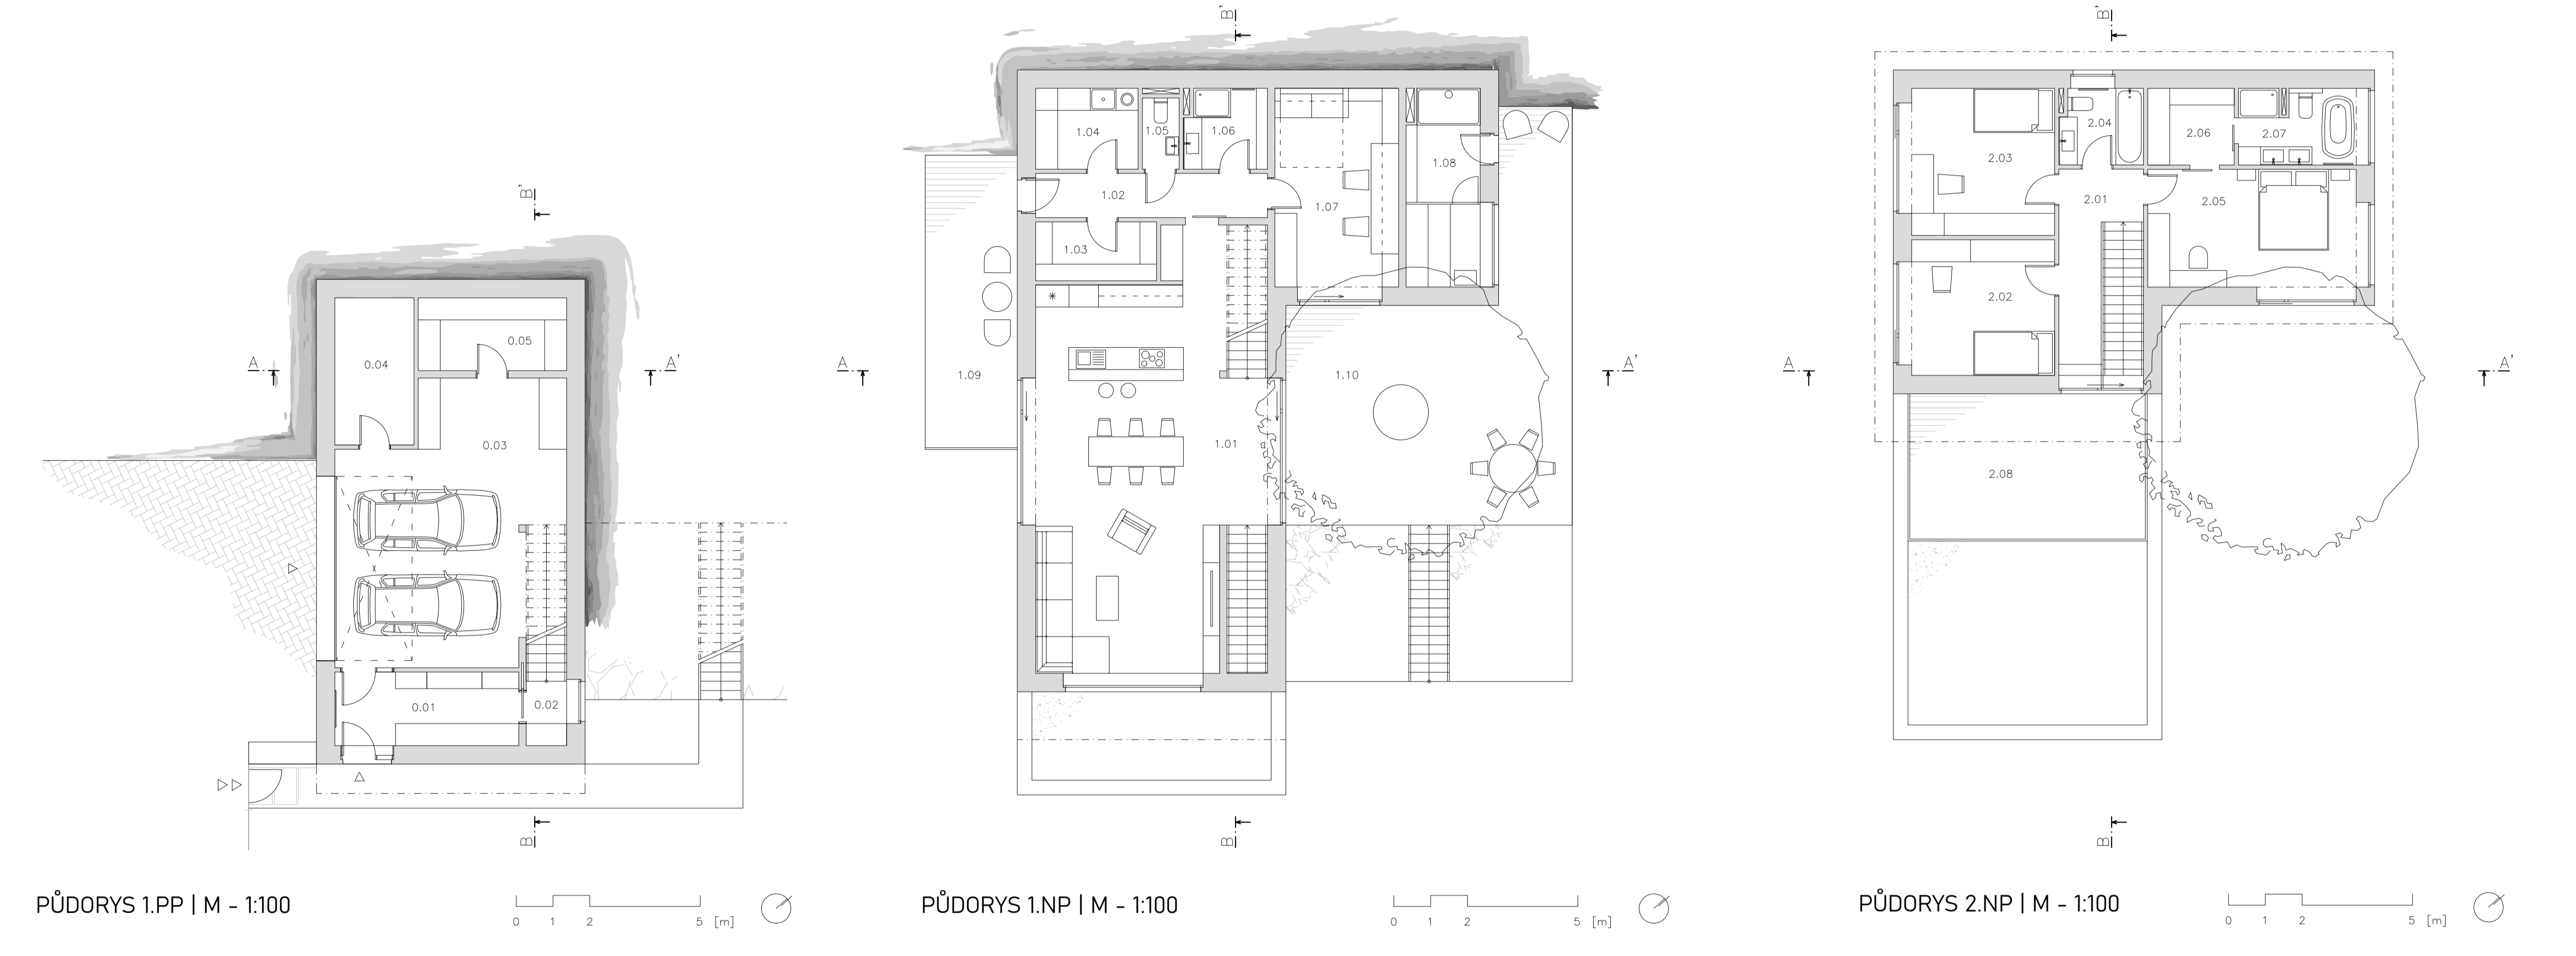 B'
A
A'
0.04
0.05
0.03
0.01
0.02
B
PŮDORYS 1.PP | M - 1:100
0 1 2 5 [m]
B'
1.04
1.05
1.06
1.02
1.03
1.07
1.08
A
A'
1.09
1.10
1.01
B
PŮDORYS 1.NP | M - 1:100
0 1 2 5 [m]
B'
2.03
2.04
2.06
2.07
2.01
2.05
2.02
A
A'
2.08
B
PŮDORYS 2.NP | M - 1:100
0 1 2 5 [m]